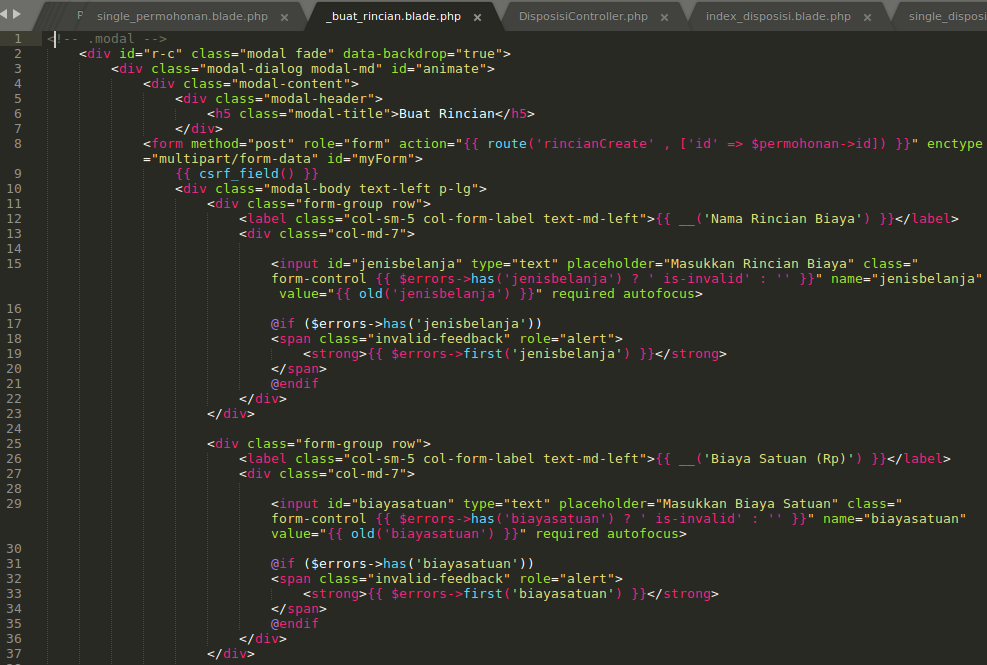 P single_permohonan.blade.php × _buat_rincian.blade.php × DisposisiController.php × index_disposisi.blade.php × single_disposi
1 <!-- .modal -->
2 <div id="r-c" class="modal fade" data-backdrop="true">
3 <div class="modal-dialog modal-md" id="animate">
4 <div class="modal-content">
5 <div class="modal-header">
6 <h5 class="modal-title">Buat Rincian</h5>
7 </div>
8 <form method="post" role="form" action="{{ route('rincianCreate' , ['id' => $permohonan->id]) }}" enctype
="multipart/form-data" id="myForm">
9 {{ csrf_field() }}
10 <div class="modal-body text-left p-lg">
11 <div class="form-group row">
12 <label class="col-sm-5 col-form-label text-md-left">{{ __('Nama Rincian Biaya') }}</label>
13 <div class="col-md-7">
14
15 <input id="jenisbelanja" type="text" placeholder="Masukkan Rincian Biaya" class="
form-control {{ $errors->has('jenisbelanja') ? ' is-invalid' : '' }}" name="jenisbelanja"
value="{{ old('jenisbelanja') }}" required autofocus>
16
17 @if ($errors->has('jenisbelanja'))
18 <span class="invalid-feedback" role="alert">
19 <strong>{{ $errors->first('jenisbelanja') }}</strong>
20 </span>
21 @endif
22 </div>
23 </div>
24
25 <div class="form-group row">
26 <label class="col-sm-5 col-form-label text-md-left">{{ __('Biaya Satuan (Rp)') }}</label>
27 <div class="col-md-7">
28
29 <input id="biayasatuan" type="text" placeholder="Masukkan Biaya Satuan" class="
form-control {{ $errors->has('biayasatuan') ? ' is-invalid' : '' }}" name="biayasatuan"
value="{{ old('biayasatuan') }}" required autofocus>
30
31 @if ($errors->has('biayasatuan'))
32 <span class="invalid-feedback" role="alert">
33 <strong>{{ $errors->first('biayasatuan') }}</strong>
34 </span>
35 @endif
36 </div>
37 </div>